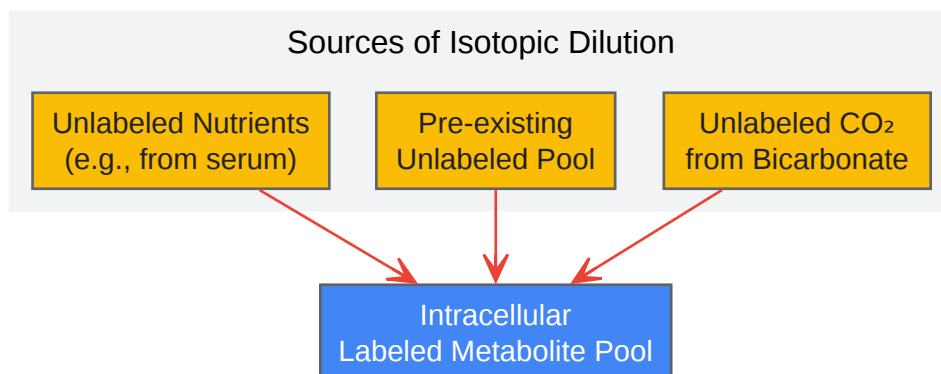 Sources of Isotopic Dilution
Unlabeled Nutrients
(e.g., from serum)
Pre-existing
Unlabeled Pool
Unlabeled CO₂
from Bicarbonate
Intracellular
Labeled Metabolite Pool